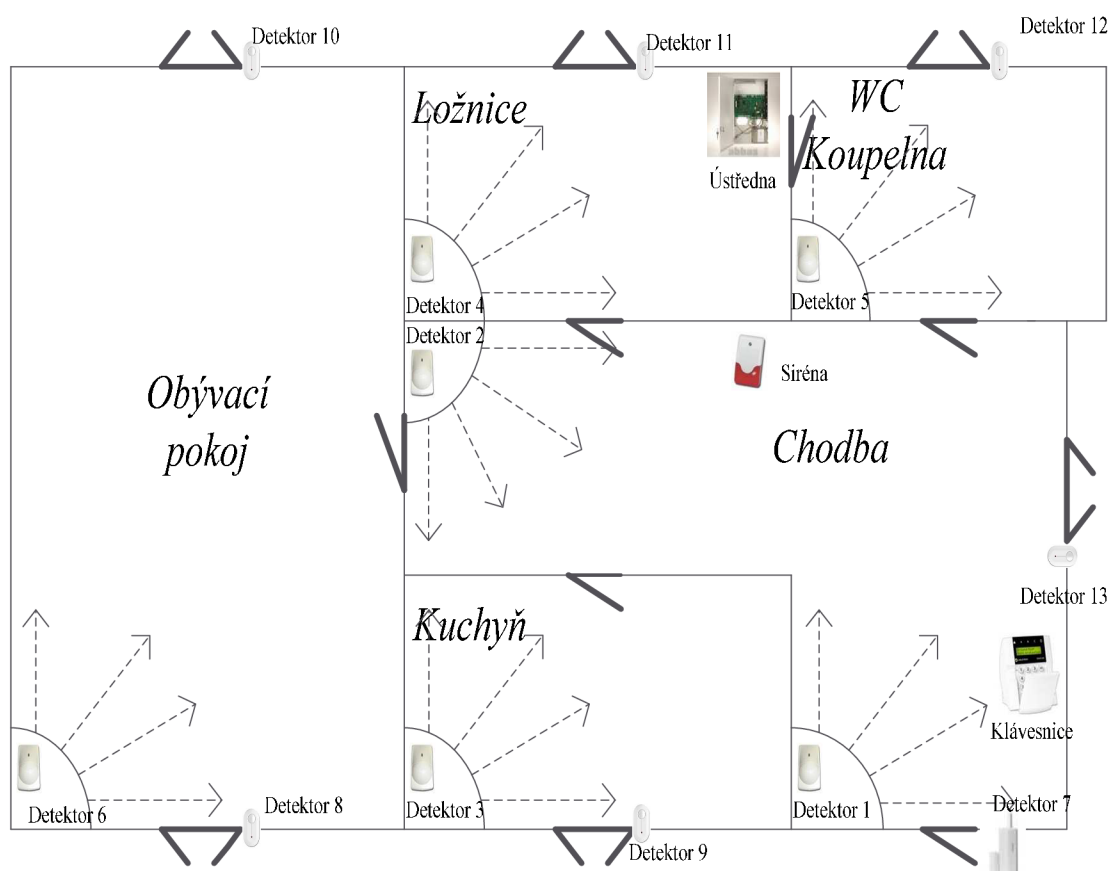 Detektor 10
Detektor 11
Detektor 12
Ložnice
WC
Koupelna
Ústředna
Detektor 4
Detektor 5
Detektor 2
Siréna
Obývací
pokoj
Chodba
Detektor 13
Kuchyň
Klávesnice
Detektor 6
Detektor 8
Detektor 3
Detektor 9
Detektor 1
Detektor 7